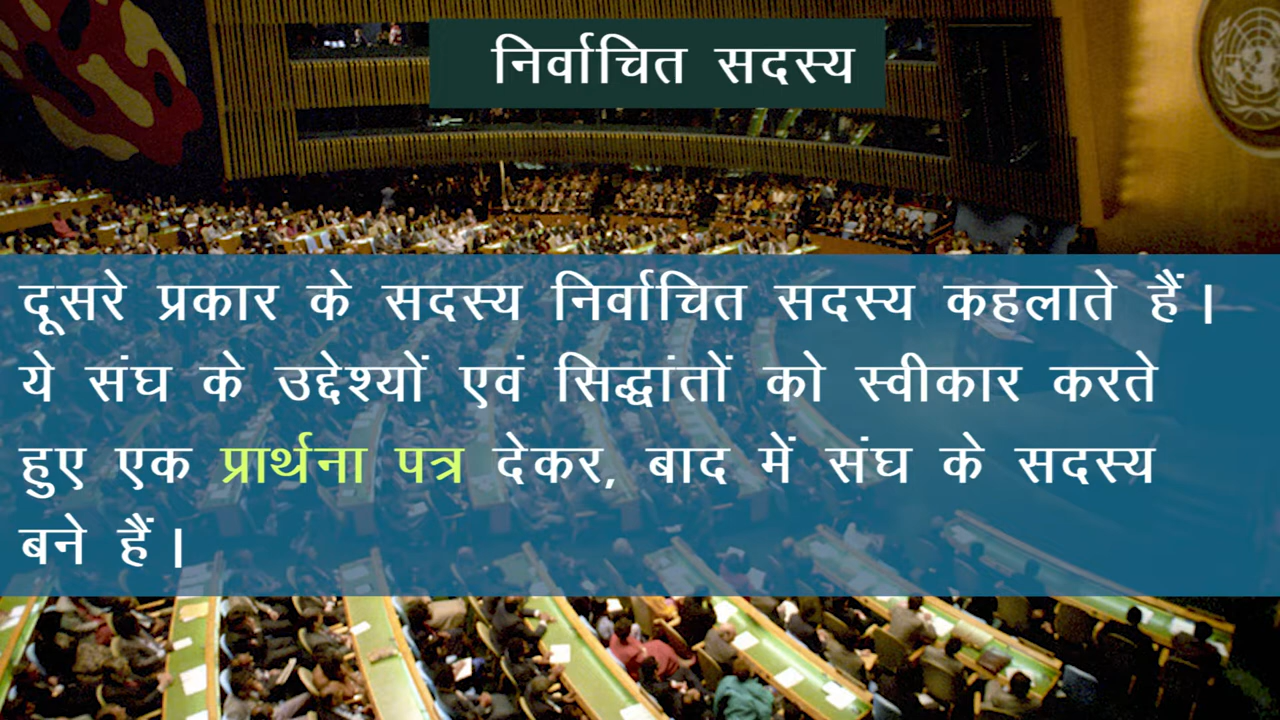 निर्वाचित सदस्य
दूसरे प्रकार के सदस्य निर्वाचित सदस्य कहलाते हैं।
ये संघ के उद्देश्यों एवं सिद्धांतों को स्वीकार करते
हुए एक प्रार्थना पत्र देकर, बाद में संघ के सदस्य
बने हैं।